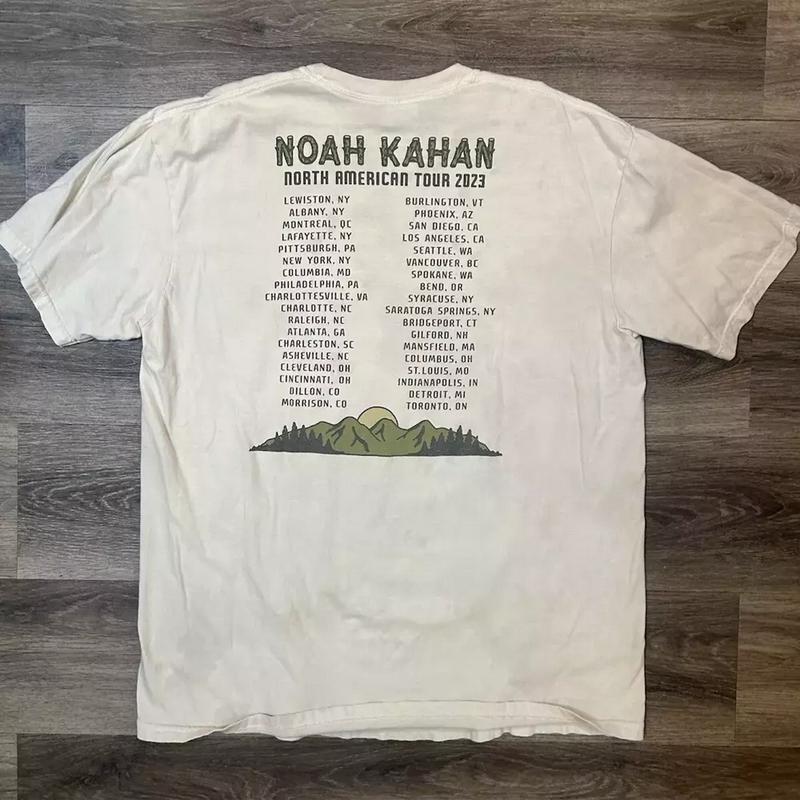 NOAH KAHAN
NORTH AMERICAN TOUR 2023
LEWISTON, NY
ALBANY, NY
MONTREAL, QC
LAFAYETTE, NY
PITTSBURGH, PA
NEW YORK, NY
COLUMBIA, MD
PHILADELPHIA, PA
CHARLOTTESVILLE, VA
CHARLOTTE, NC
RALEIGH, NC
ATLANTA, GA
CHARLESTON, SC
ASHEVILLE, NC
CLEVELAND, OH
CINCINNATI, OH
DILLON, CO
MORRISON, CO
BURLINGTON, VT
PHOENIX, AZ
SAN DIEGO, CA
LOS ANGELES, CA
SEATTLE, WA
VANCOUVER, BC
SPOKANE, WA
BEND, OR
SYRACUSE, NY
SARATOGA SPRINGS, NY
BRIDGEPORT, CT
GILFORD, NH
MANSFIELD, MA
COLUMBUS, OH
ST.LOUIS, MO
INDIANAPOLIS, IN
DETROIT, MI
TORONTO, ON